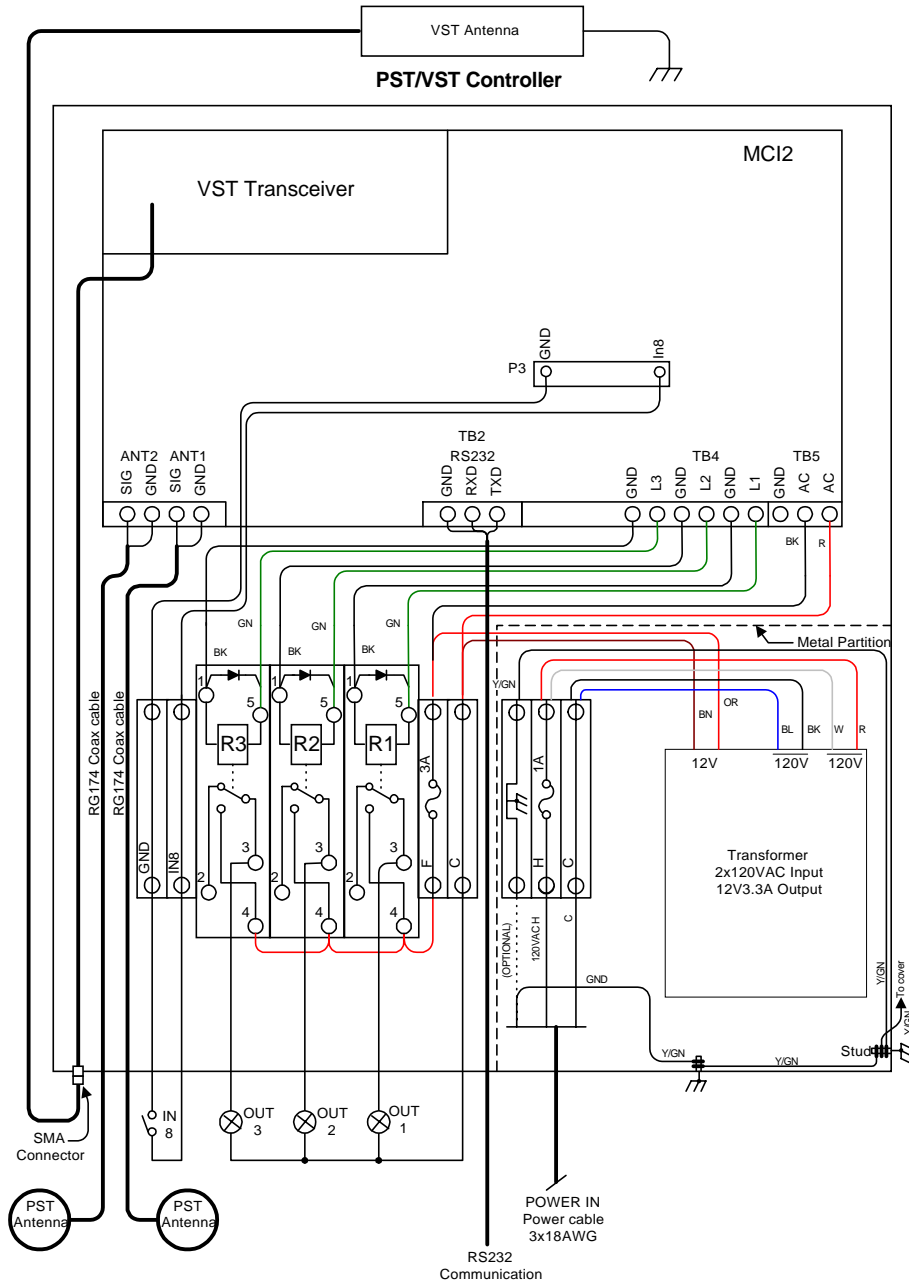 VST Antenna
PST/VST Controller
MCI2
VST Transceiver
P3
GND
In8
TB2
RS232
ANT2
ANT1
SIG
GND2
SIG
GND1
GND
RXD
TXD
TB4
TB5
GND
L3
GND
L2
GND
L1
GND
AC
AC
BK
R
GN
GN
GN
BK
BK
BK
Metal Partition
Y/GN
BN
OR
BL
BK
W
R
1
5
1
5
1
5
R3
R2
R1
3A
1A
12V
120V
120V
RG174 Coax cable
RG174 Coax cable
GND
IN8
2
3
4
2
3
4
2
3
4
F
C
H
C
Transformer
2x120VAC Input
12V3.3A Output
(OPTIONAL)
120VAC H
C
GND
Y/GN
To cover
Y/GN
Stud
Y/GN
Y/GN
SMA
Connector
IN
8
OUT
3
OUT
2
OUT
1
PST
Antenna
PST
Antenna
POWER IN
Power cable
3x18AWG
RS232
Communication